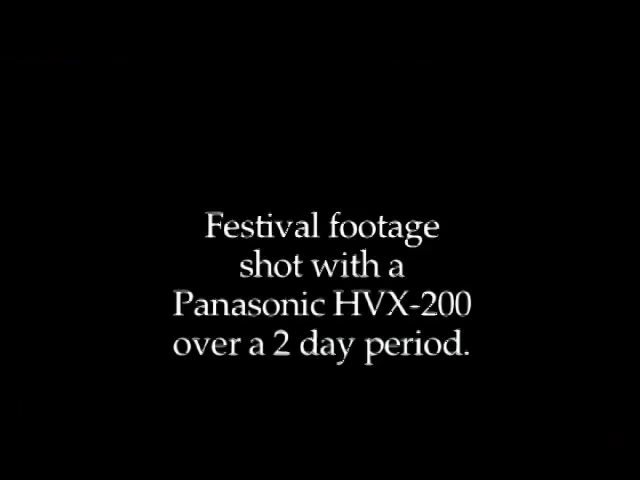 Festival footage
shot with a
Panasonic HVX-200
over a 2 day period.